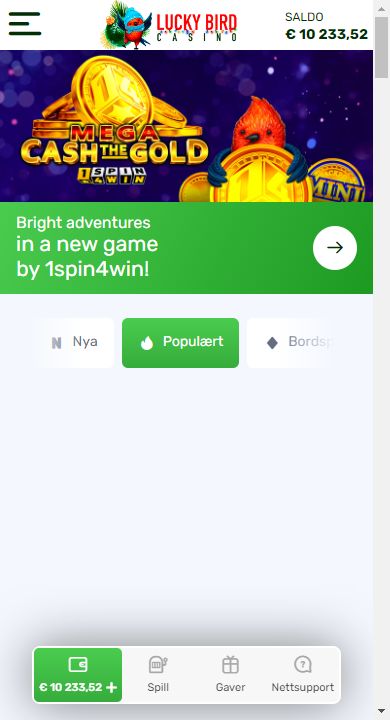 LUCKY BIRD
CASINO
SALDO
€ 10 233,52
MEGA
CASH THE GOLD
1SPIN
4WIN
MINI
Bright adventures
in a new game
by 1spin4win!
Nya
Populært
Bordsp
€ 10 233,52
Spill
Gaver
Nettsupport